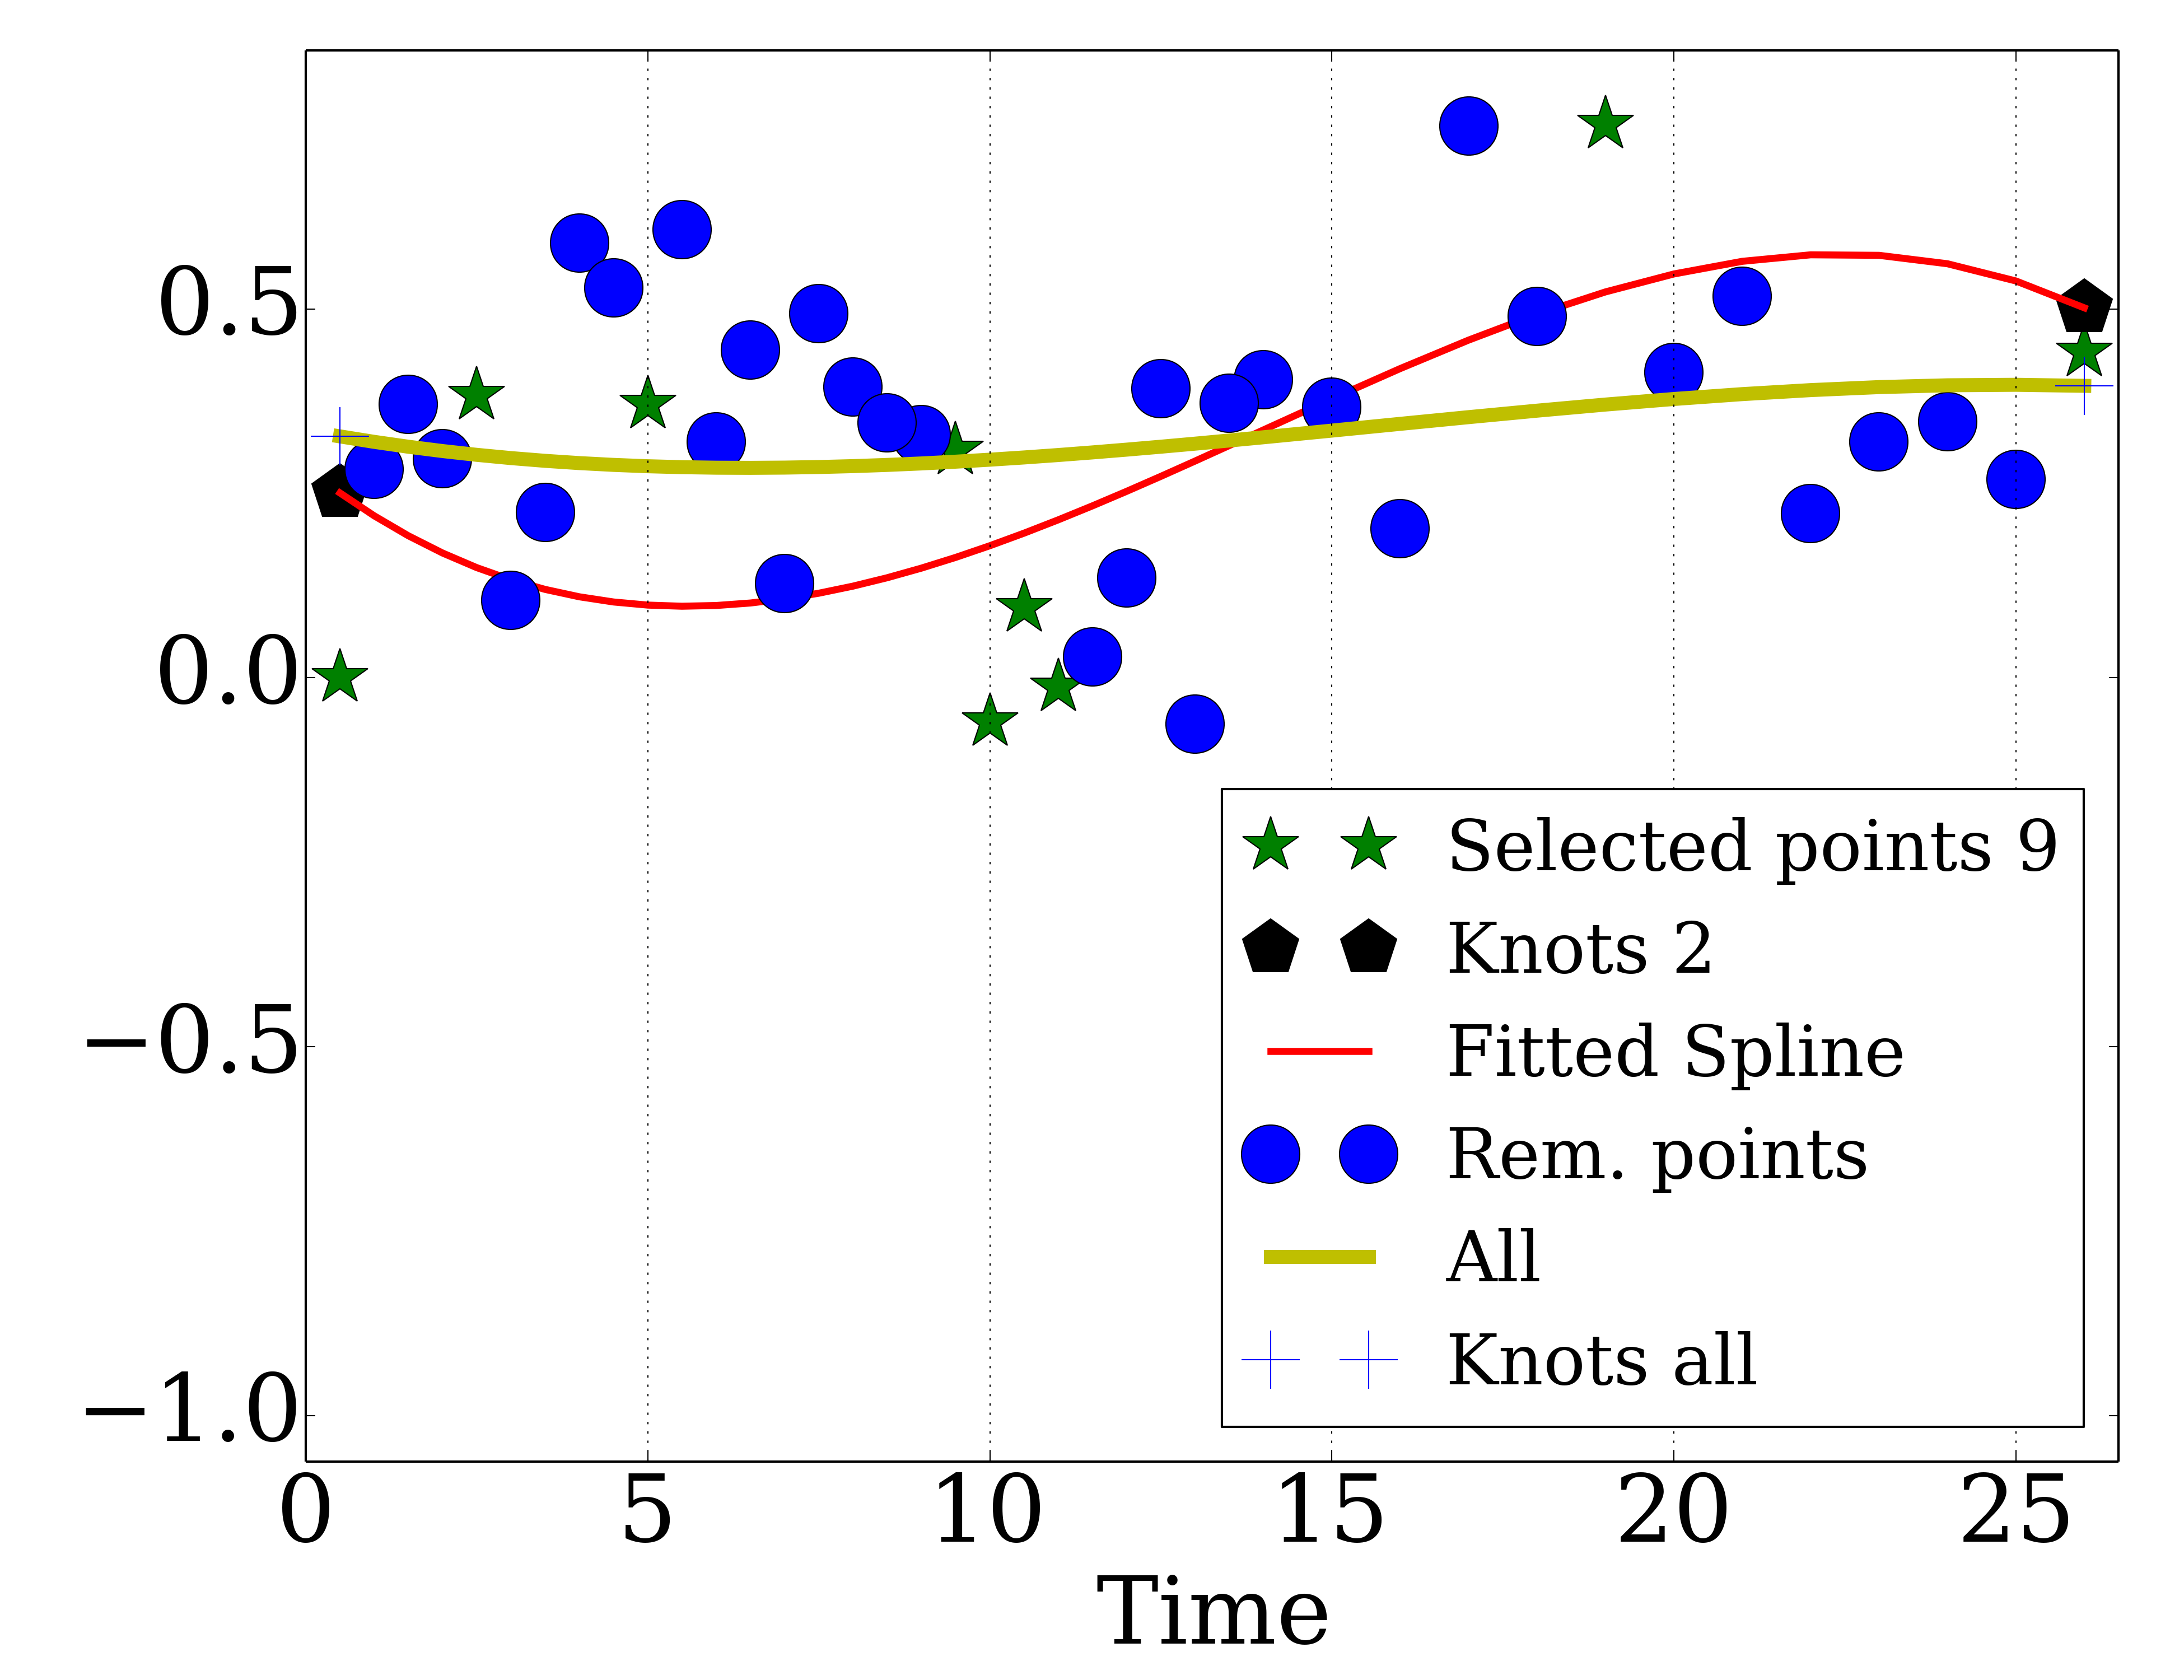 0.5
0.0
−0.5
−1.0
Selected points 9
Knots 2
Fitted Spline
Rem. points
All
Knots all
0 5 10 15 20 25
Time